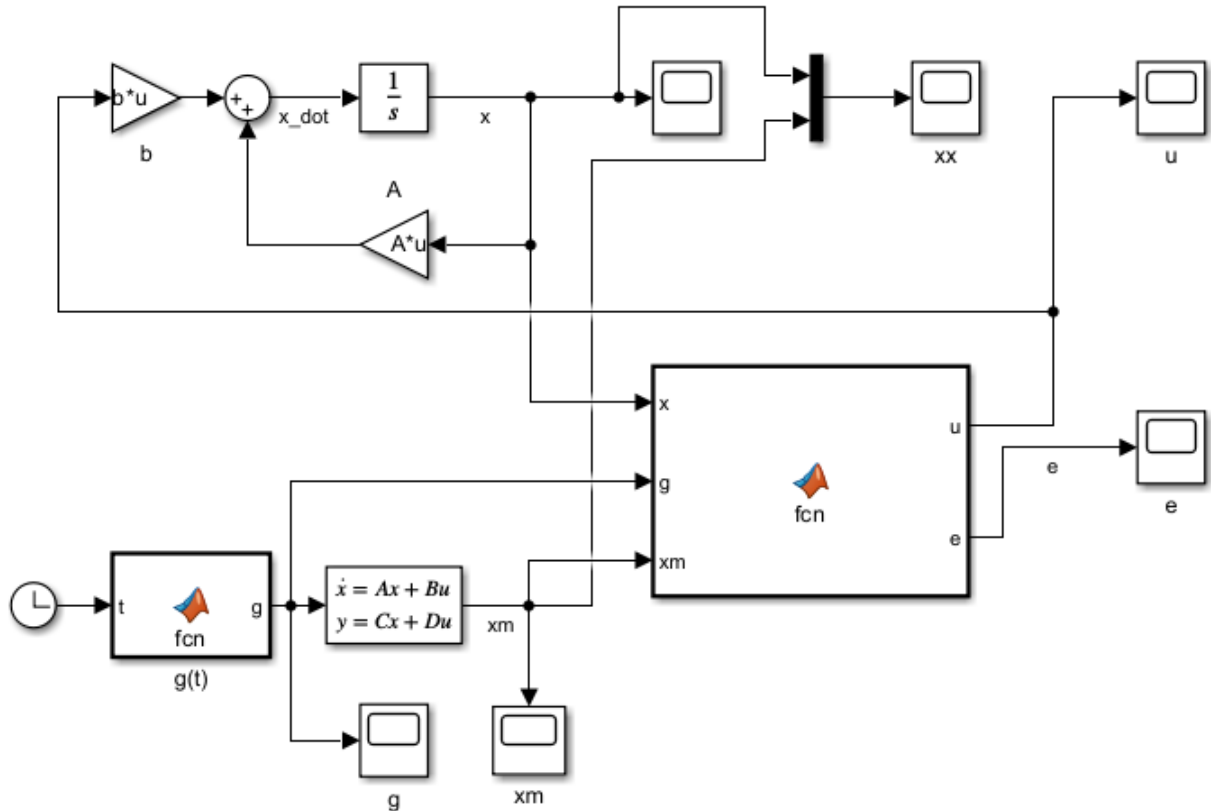 b*u
b
+
+
x_dot
1
s
x
xx
u
A
A*u
x
g
xm
fcn
u
e
e
e
t
fcn
g
g(t)
ẋ = Ax + Bu
y = Cx + Du
xm
g
xm